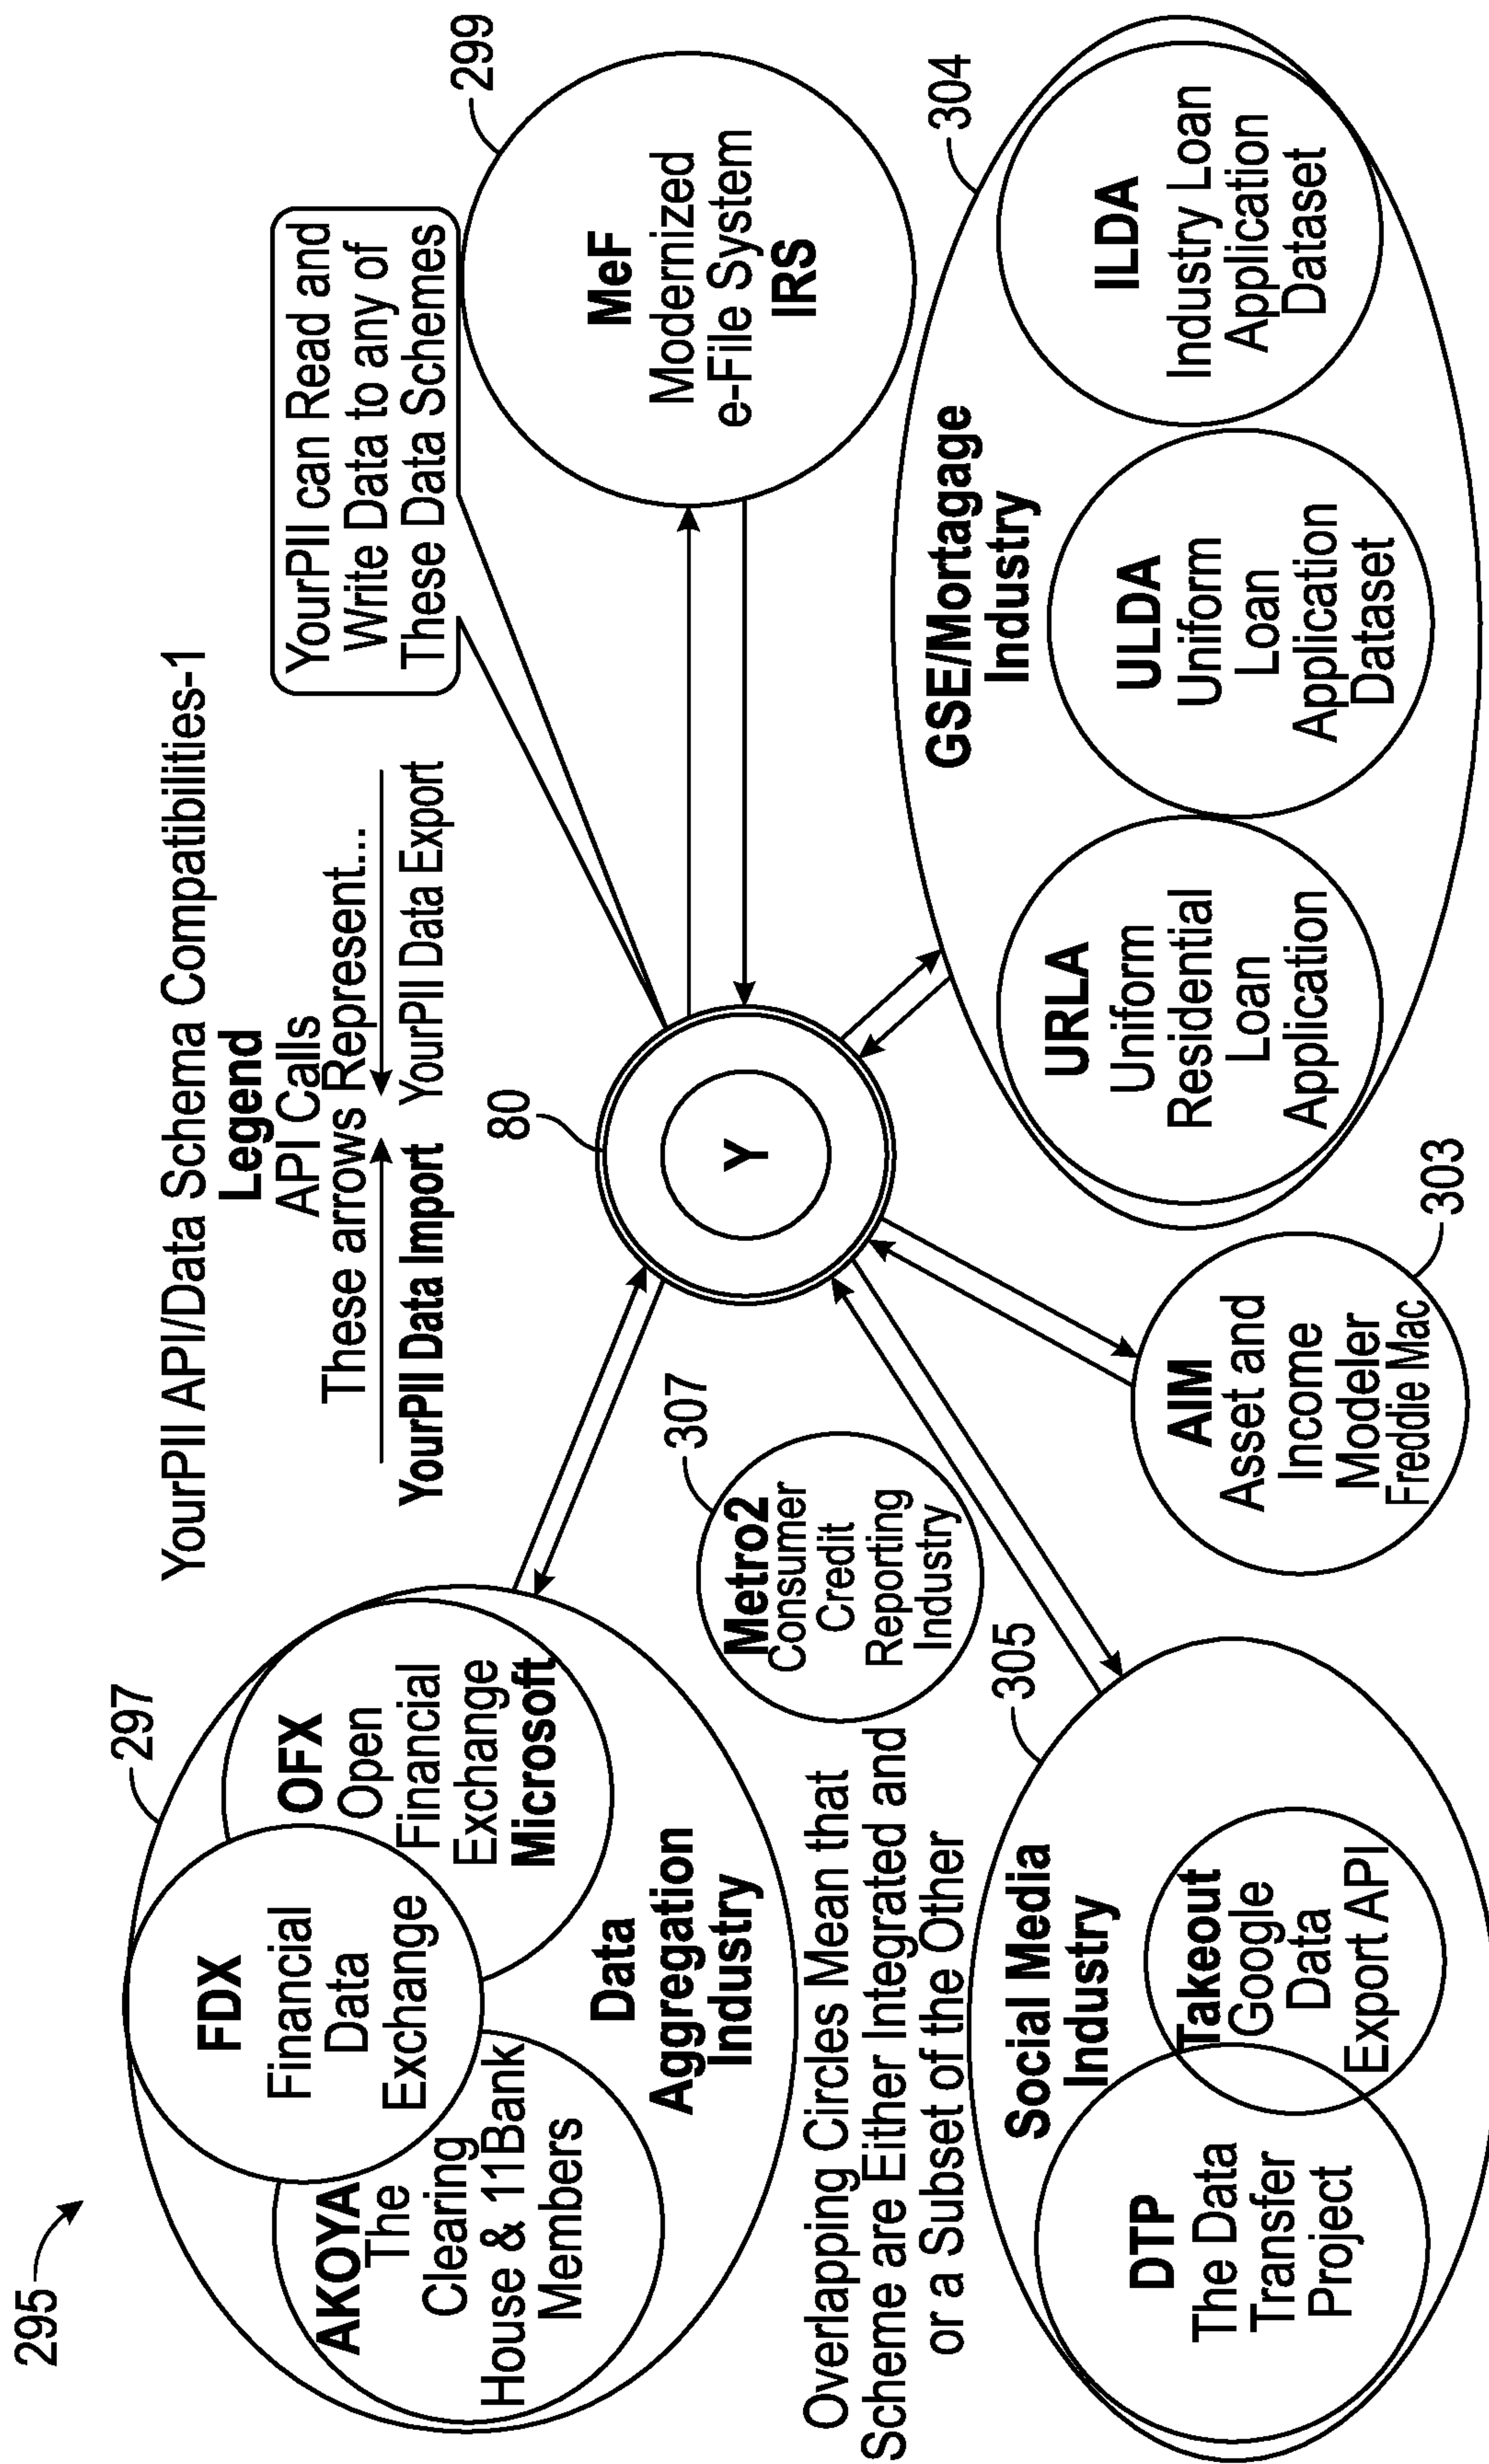 295
YourPII API/Data Schema Compatibilities-1
Legend
API Calls
These arrows Represent...
YourPII Data Import
YourPII Data Export
YourPII can Read and
Write Data to any of
These Data Schemes
297
FDX
Financial
Data
Exchange
OFX
Open
Financial
Exchange
Microsoft
AKOYA
The
Clearing
House & 11Bank
Members
Data
Aggregation
Industry
299
MeF
Modernized
e-File System
IRS
80
Y
307
Metro2
Consumer
Credit
Reporting
Industry
Overlapping Circles Mean that
Scheme are Either Integrated and
or a Subset of the Other
305
Social Media
Industry
DTP
The Data
Transfer
Project
Takeout
Google
Data
Export API
303
AIM
Asset and
Income
Modeler
Freddie Mac
304
GSE/Mortagage
Industry
URLA
Uniform
Residential
Loan
Application
ULDA
Uniform
Loan
Application
Dataset
ILDA
Industry Loan
Application
Dataset